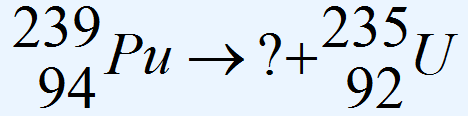 ²³⁹₉₄Pu → ? + ²³⁵₉₂U